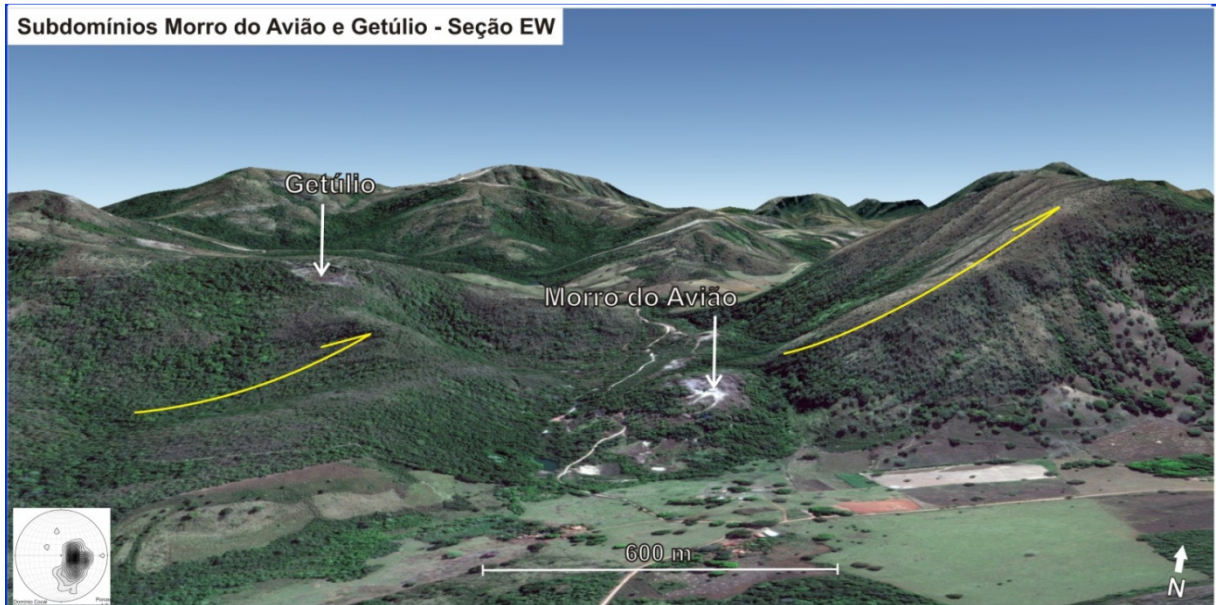 Subdomínios Morro do Avião e Getúlio - Seção EW
Getúlio
Morro do Avião
600 m
N